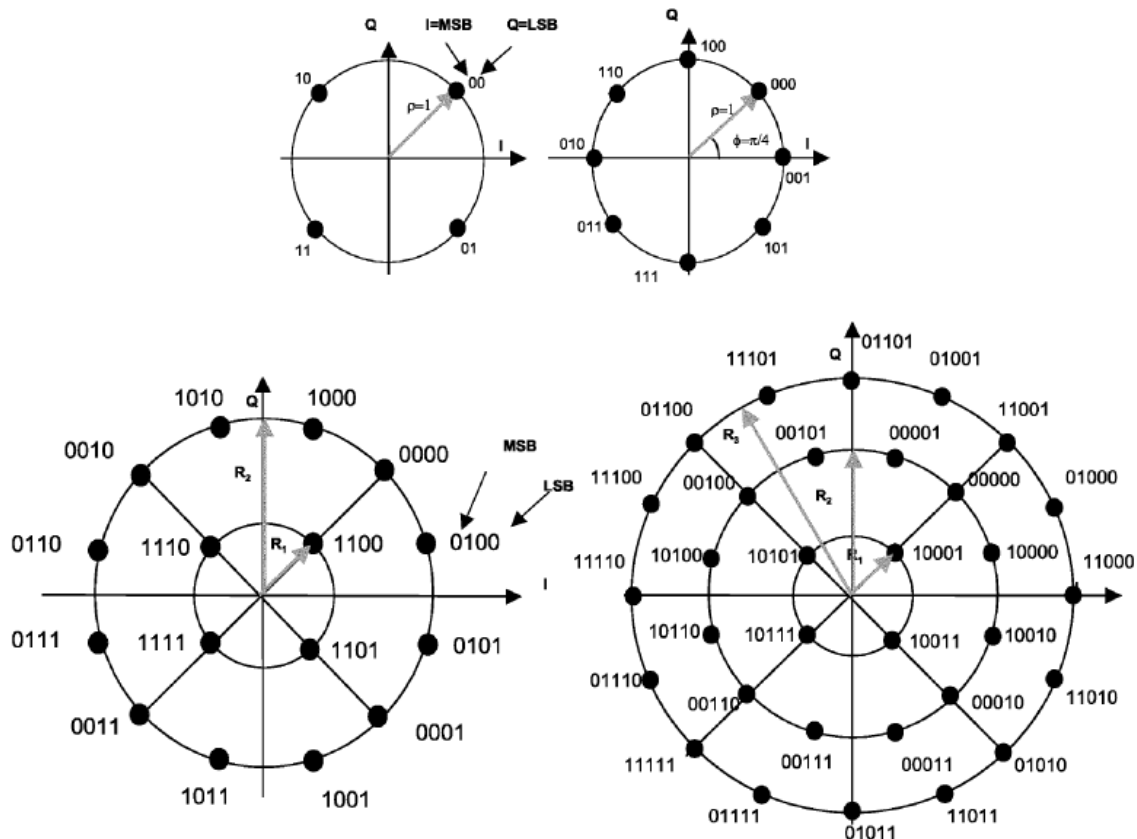 Q I=MSB Q=LSB Q
100
10 00 110 000
ρ=1 ρ=1
I 010 ϕ=π/4 I
001
11 01 011 101
111
01101
11101 Q 01001
1010 Q 1000 01100 11001
R3 00101 00001
0010 0000 MSB 11100 00100 00000 01000
R2 LSB R2
0110 1110 R1 1100 0100 11110 10100 10101 R1 10001 10000 11000
I I
0111 1111 1101 0101 10110 10111 10011 10010
01110 00110 00010 11010
0011 0001 11111 00111 00011 01010
1011 1001 01111 01011 11011